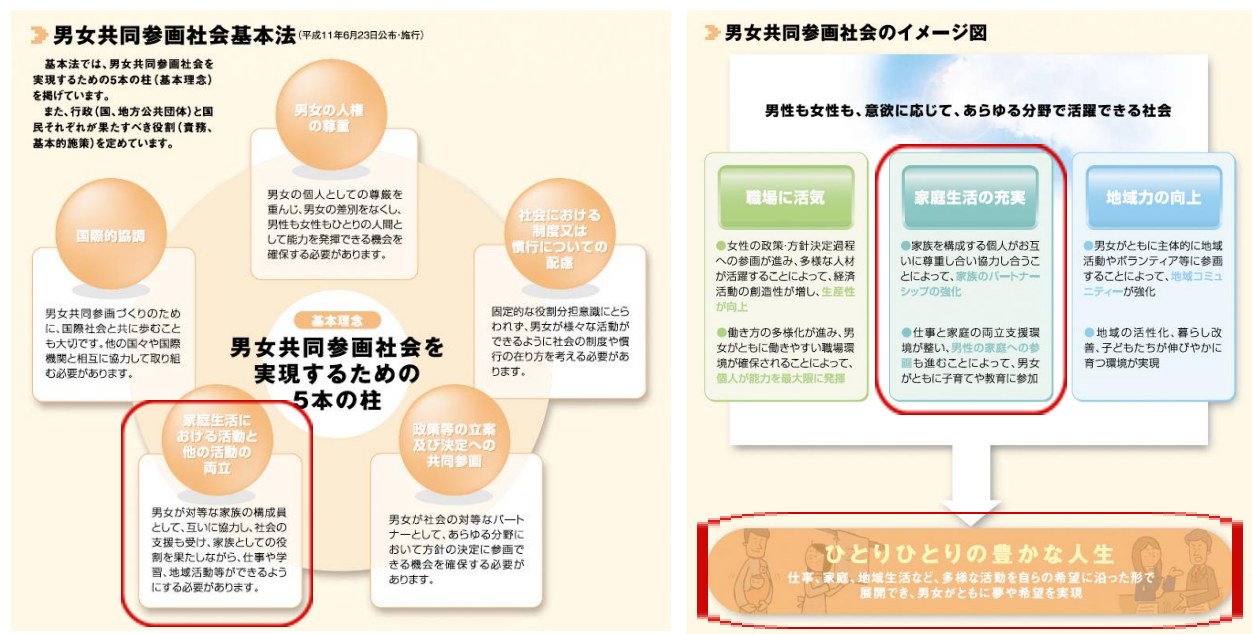 男女共同参画社会基本法(平成11年6月23日公布・施行)
基本法では、男女共同参画社会を
実現するための5本の柱(基本理念)
を掲げています。
また、行政(国、地方公共団体)と国
民それぞれが果たすべき役割(責務、
基本的施策)を定めています。
男女の人権
の尊重
男女の個人としての尊厳を
重んじ、男女の差別をなくし、
男性も女性もひとりの人間と
して能力を発揮できる機会を
確保する必要があります。
国際的協調
男女共同参画づくりのため
に、国際社会と共に歩むこと
も大切です。他の国々や国際
機関と相互に協力して取り組
む必要があります。
社会における
制度又は
慣行についての
配慮
固定的な役割分担意識にとら
われず、男女が様々な活動が
できるように社会の制度や慣
行の在り方を考える必要があ
ります。
基本理念
男女共同参画社会を
実現するための
5本の柱
家庭生活に
おける活動と
他の活動の
両立
男女が対等な家族の構成員
として、互いに協力し、社会の
支援も受け、家族としての役
割を果たしながら、仕事や学
習、地域活動等ができるよう
にする必要があります。
政策等の立案
及び決定への
共同参画
男女が社会の対等なパート
ナーとして、あらゆる分野に
おいて方針の決定に参画で
きる機会を確保する必要が
あります。
男女共同参画社会のイメージ図
男性も女性も、意欲に応じて、あらゆる分野で活躍できる社会
職場に活気
●女性の政策・方針決定過程
への参画が進み、多様な人材
が活躍することによって、経済
活動の創造性が増し、生産性
が向上
●働き方の多様化が進み、男
女がともに働きやすい職場環
境が確保されることによって、
個人が能力を最大限に発揮
家庭生活の充実
●家族を構成する個人がお互
いに尊重し合い協力し合うこ
とによって、家族のパートナー
シップの強化
●仕事と家庭の両立支援環
境が整い、男性の家庭への参
画も進むことによって、男女
がともに子育てや教育に参加
地域力の向上
●男女がともに主体的に地域
活動やボランティア等に参画
することによって、地域コミュ
ニティーが強化
●地域の活性化、暮らし改
善、子どもたちが伸びやかに
育つ環境が実現
ひとりひとりの豊かな人生
仕事、家庭、地域生活など、多様な活動を自らの希望に沿った形で
展開でき、男女がともに夢や希望を実現